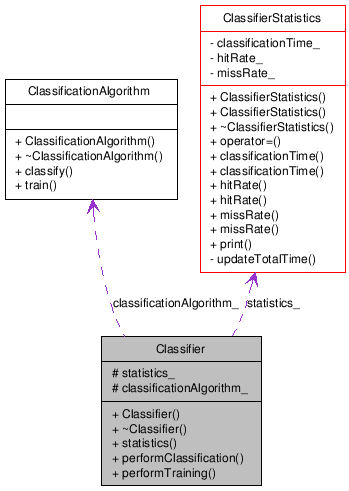 ClassifierStatistics
- classificationTime_
- hitRate_
- missRate_
+ ClassifierStatistics()
+ ClassifierStatistics()
+ ~ClassifierStatistics()
+ operator=()
+ classificationTime()
+ classificationTime()
+ hitRate()
+ hitRate()
+ missRate()
+ missRate()
+ print()
- updateTotalTime()
ClassificationAlgorithm
+ ClassificationAlgorithm()
+ ~ClassificationAlgorithm()
+ classify()
+ train()
classificationAlgorithm_
statistics_
Classifier
# statistics_
# classificationAlgorithm_
+ Classifier()
+ ~Classifier()
+ statistics()
+ performClassification()
+ performTraining()